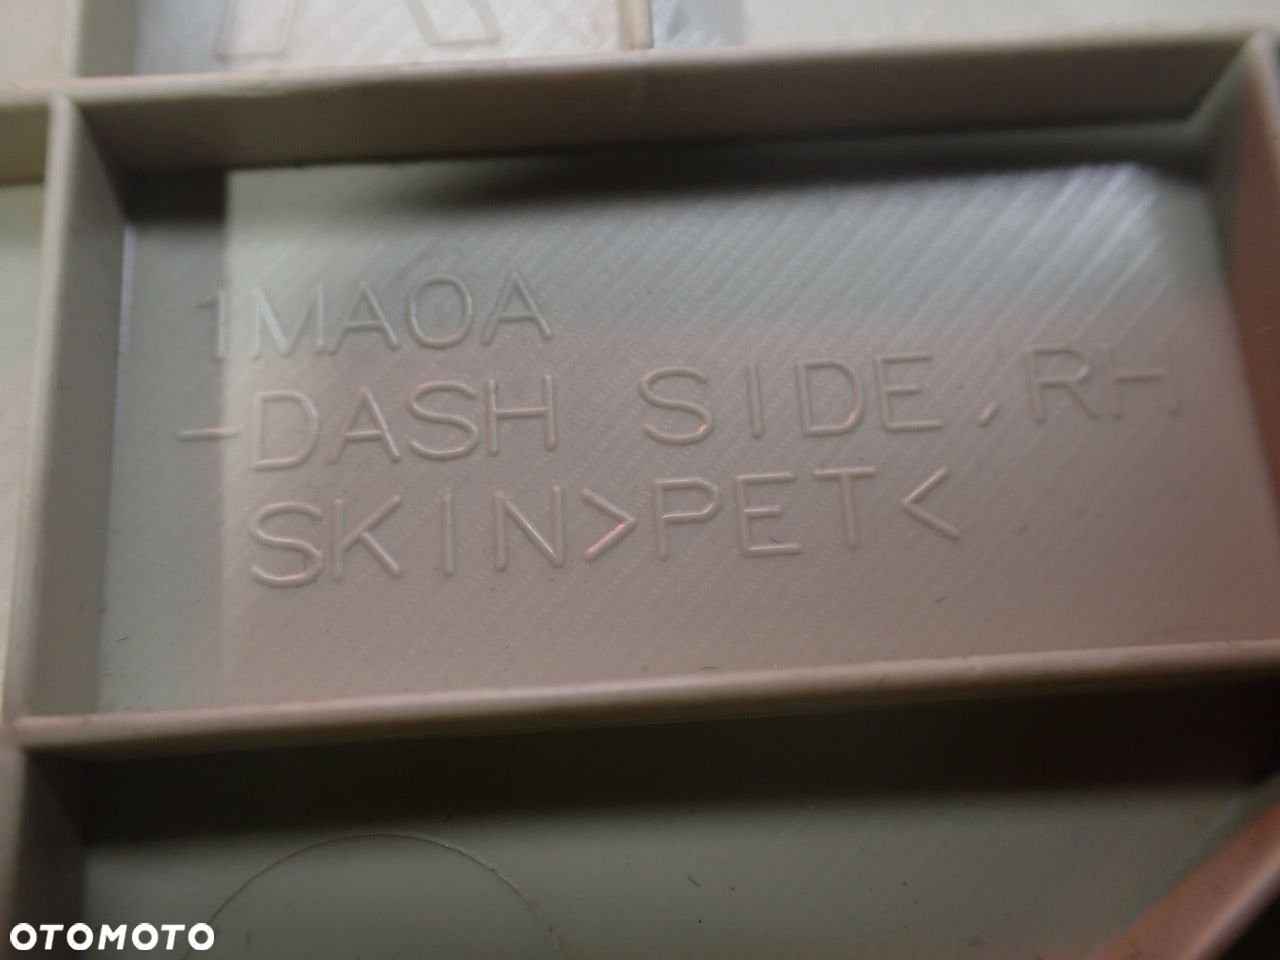 1MA0A
-DASH SIDE,RH
SKIN>PET<
OTOMOTO